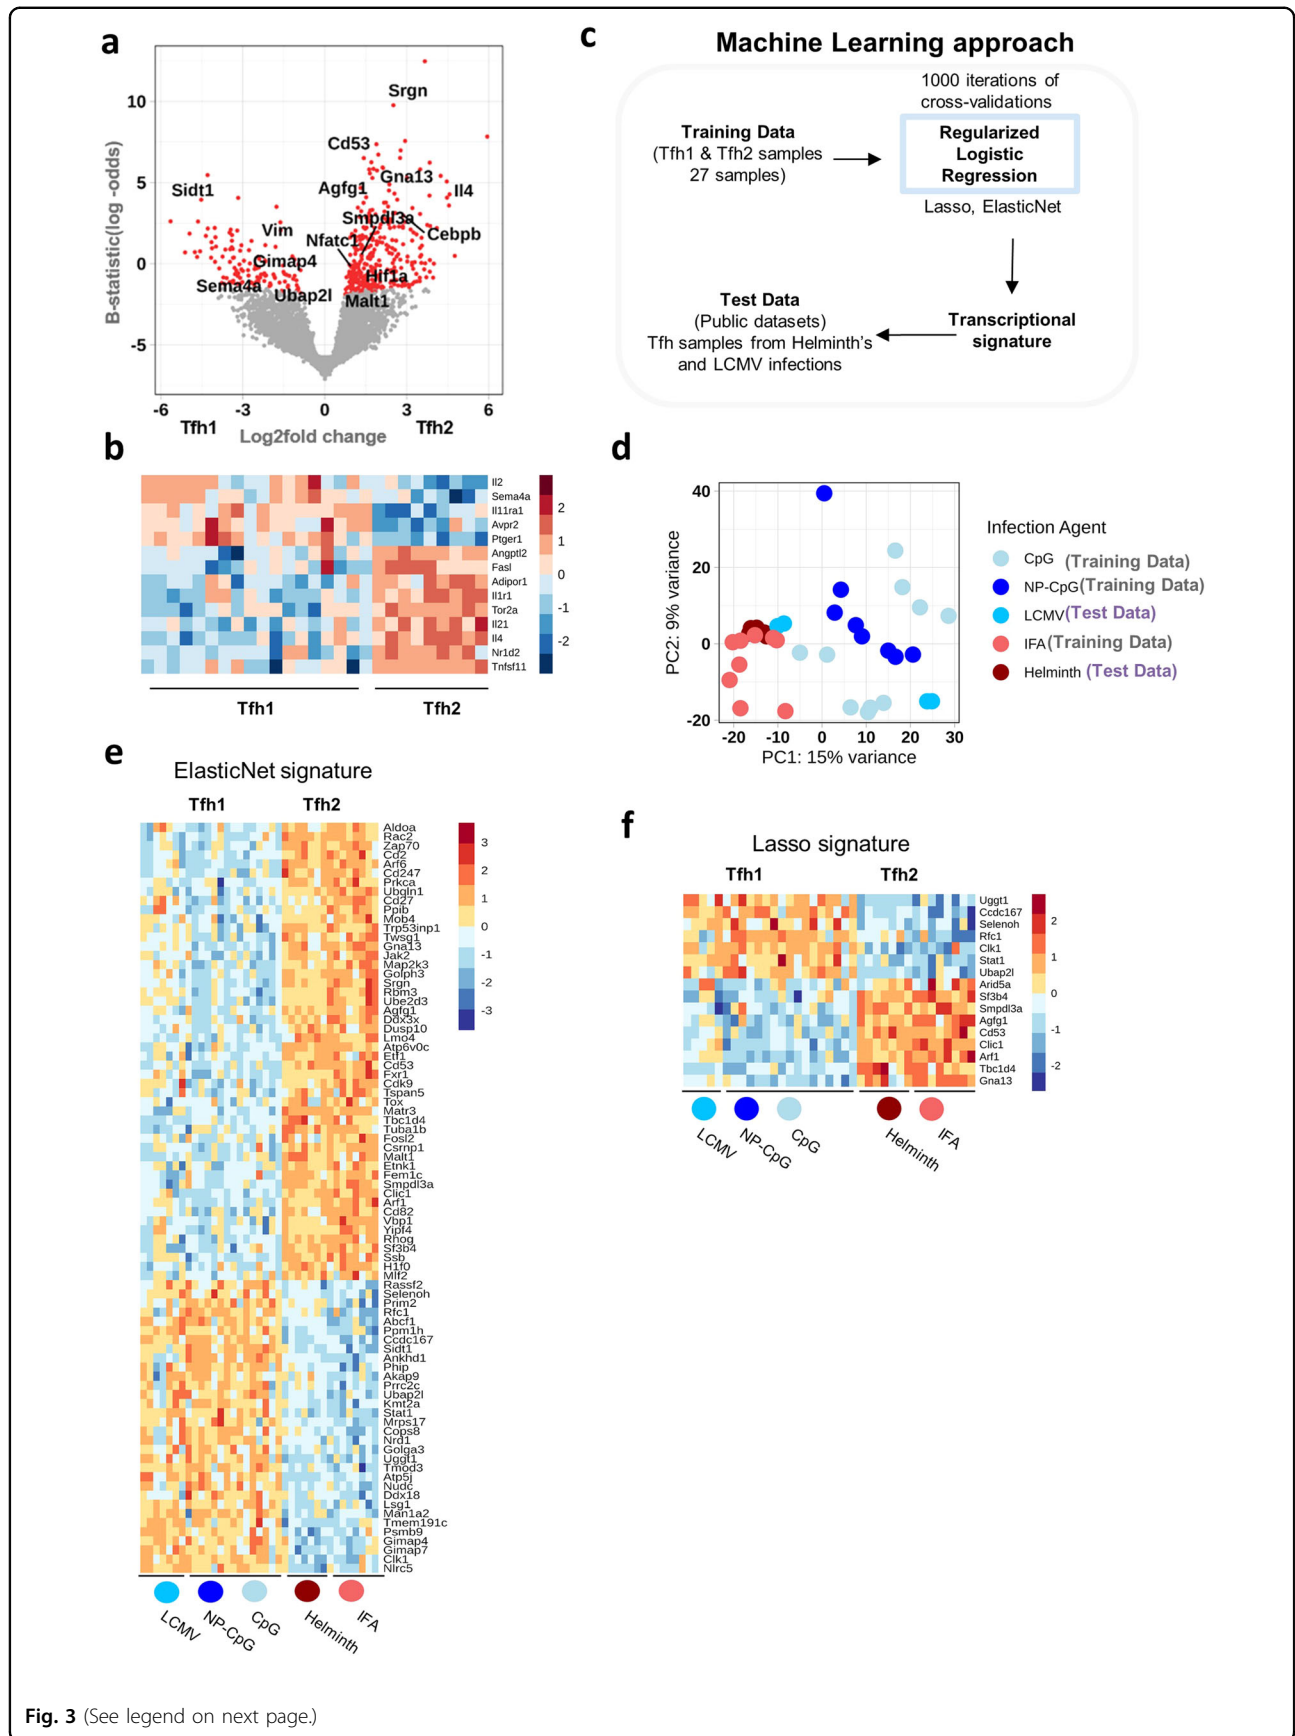 a
B-statistic(log -odds)
10
5
0
-5
Srgn
Cd53
Gna13
Agfg1
Il4
Sidt1
Smpdl3a
Vim
Cebpb
Nfatc1
Gimap4
Hif1a
Sema4a
Ubap2l
Malt1
-6
-3
0
3
6
Tfh1
Log2fold change
Tfh2
c
Machine Learning approach
1000 iterations of
cross-validations
Training Data
(Tfh1 & Tfh2 samples
27 samples)
Regularized
Logistic
Regression
Lasso, ElasticNet
Test Data
(Public datasets)
Tfh samples from Helminth's
and LCMV infections
Transcriptional
signature
b
Il2
Sema4a
Il11ra1
Avpr2
Ptger1
Angptl2
Fasl
Adipor1
Il1r1
Tor2a
Il21
Il4
Nr1d2
Tnfsf11
2
1
0
-1
-2
Tfh1
Tfh2
d
PC2: 9% variance
40
20
0
-20
-20
-10
0
10
20
30
PC1: 15% variance
Infection Agent
CpG (Training Data)
NP-CpG(Training Data)
LCMV(Test Data)
IFA(Training Data)
Helminth (Test Data)
e
ElasticNet signature
Tfh1
Tfh2
Aldoa
Rac2
Zap70
Cd2
Arf6
Cd247
Prkca
Ubqln1
Cd27
Ppib
Mob4
Trp53inp1
Twsg1
Gna13
Jak2
Map2k3
Golph3
Srgn
Rbm3
Ube2d3
Agfg1
Ddx3x
Dusp10
Lmo4
Atp6v0c
Etf1
Cd53
Fxr1
Cdk9
Tspan5
Tox
Matr3
Tbc1d4
Tuba1b
Fosl2
Csrnp1
Malt1
Etnk1
Fem1c
Smpdl3a
Clic1
Arf1
Cd82
Vbp1
Yipf4
Rhog
Sf3b4
Ssb
H1f0
Mlf2
Rassf2
Selenoh
Prim2
Rfc1
Abcf1
Ppm1h
Ccdc167
Sidt1
Ankhd1
Phip
Akap9
Prrc2c
Ubap2l
Kmt2a
Stat1
Mrps17
Cops8
Nrd1
Golga3
Uggt1
Tmod3
Atp5j
Nudc
Ddx18
Lsg1
Man1a2
Tmem191c
Psmb9
Gimap4
Gimap7
Clk1
Nlrc5
3
2
1
0
-1
-2
-3
LCMV
NP-CpG
CpG
Helminth
IFA
f
Lasso signature
Tfh1
Tfh2
Uggt1
Ccdc167
Selenoh
Rfc1
Clk1
Stat1
Ubap2l
Arid5a
Sf3b4
Smpdl3a
Agfg1
Cd53
Clic1
Arf1
Tbc1d4
Gna13
2
1
0
-1
-2
LCMV
NP-CpG
CpG
Helminth
IFA
Fig. 3 (See legend on next page.)